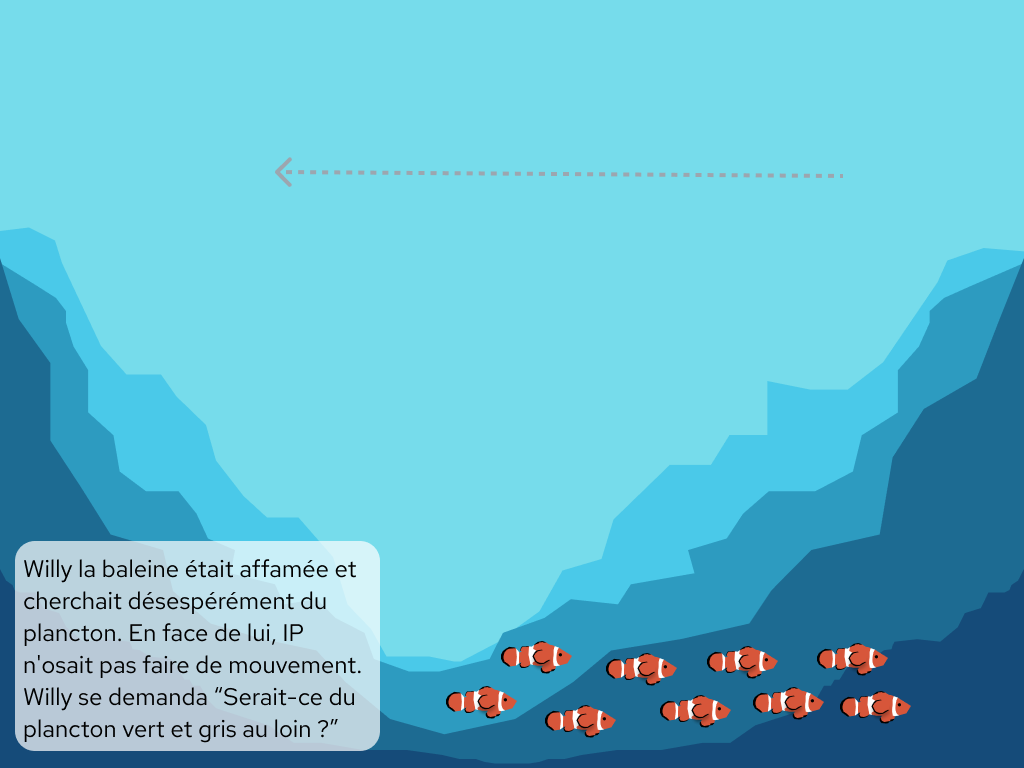 Willy la baleine était affamée et
cherchait désespérément du
plancton. En face de lui, IP
n'osait pas faire de mouvement.
Willy se demanda “Serait-ce du
plancton vert et gris au loin ?”